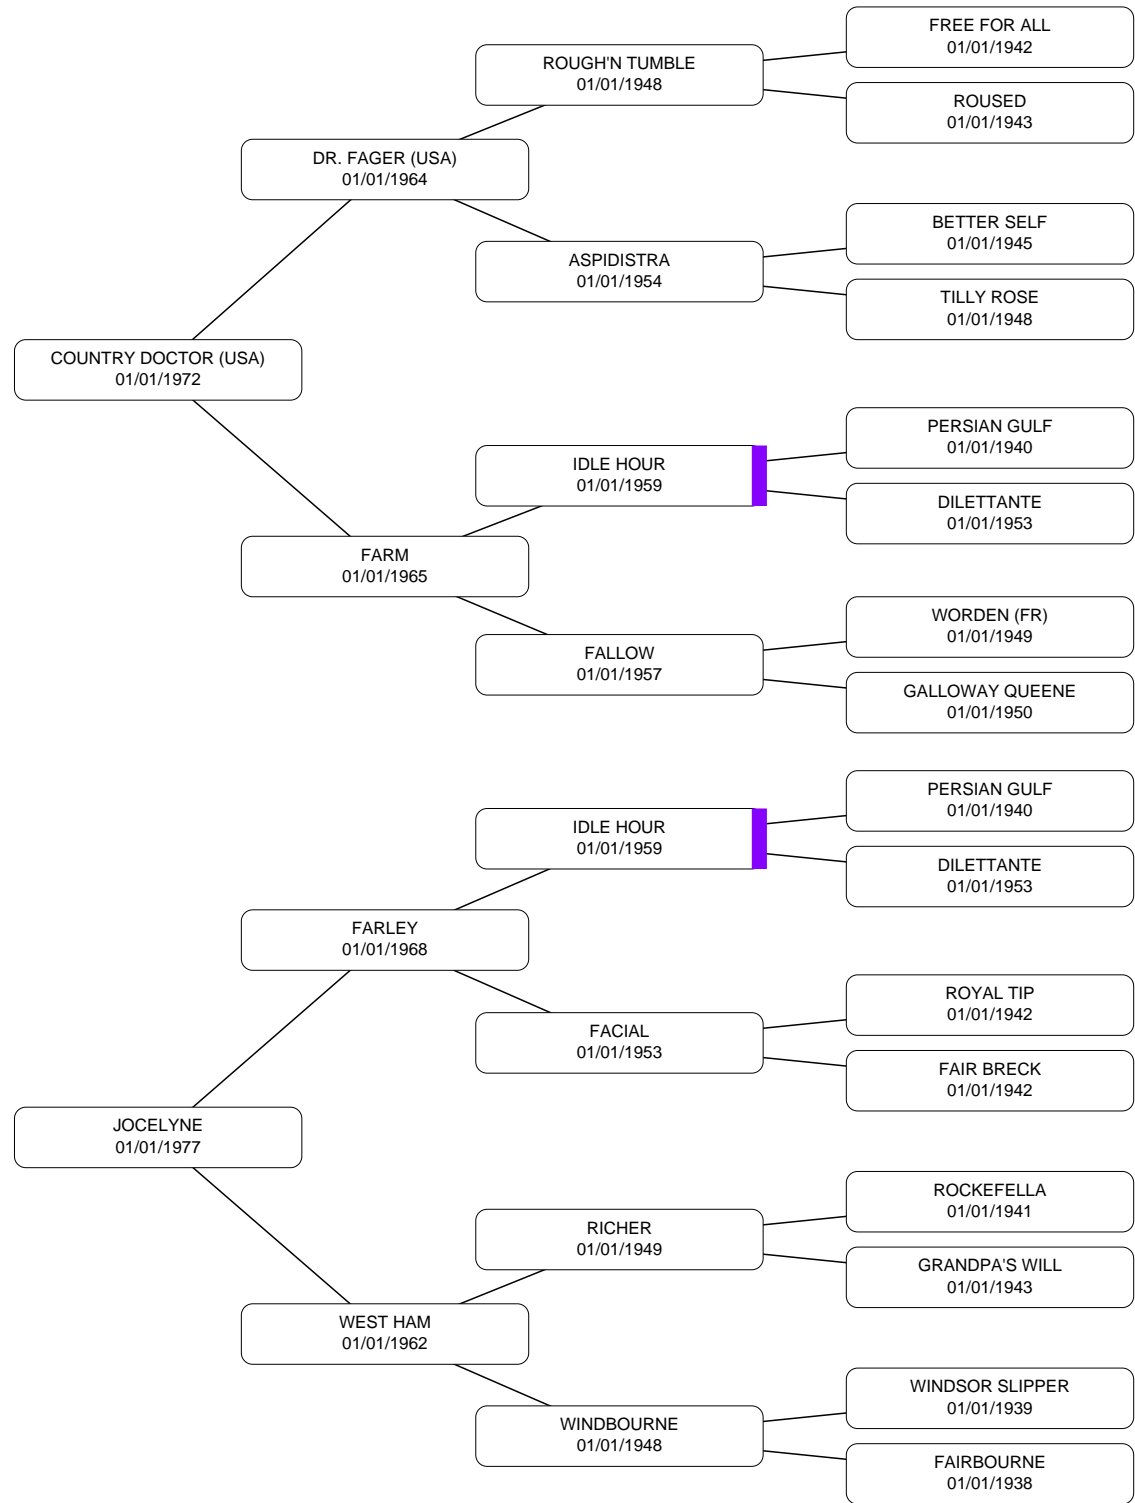 FREE FOR ALL
01/01/1942
ROUGH'N TUMBLE
01/01/1948
ROUSED
01/01/1943
DR. FAGER (USA)
01/01/1964
BETTER SELF
01/01/1945
ASPIDISTRA
01/01/1954
TILLY ROSE
01/01/1948
COUNTRY DOCTOR (USA)
01/01/1972
PERSIAN GULF
01/01/1940
IDLE HOUR
01/01/1959
DILETTANTE
01/01/1953
FARM
01/01/1965
WORDEN (FR)
01/01/1949
FALLOW
01/01/1957
GALLOWAY QUEENE
01/01/1950
PERSIAN GULF
01/01/1940
IDLE HOUR
01/01/1959
DILETTANTE
01/01/1953
FARLEY
01/01/1968
ROYAL TIP
01/01/1942
FACIAL
01/01/1953
FAIR BRECK
01/01/1942
JOCELYNE
01/01/1977
ROCKEFELLA
01/01/1941
RICHER
01/01/1949
GRANDPA'S WILL
01/01/1943
WEST HAM
01/01/1962
WINDSOR SLIPPER
01/01/1939
WINDBOURNE
01/01/1948
FAIRBOURNE
01/01/1938